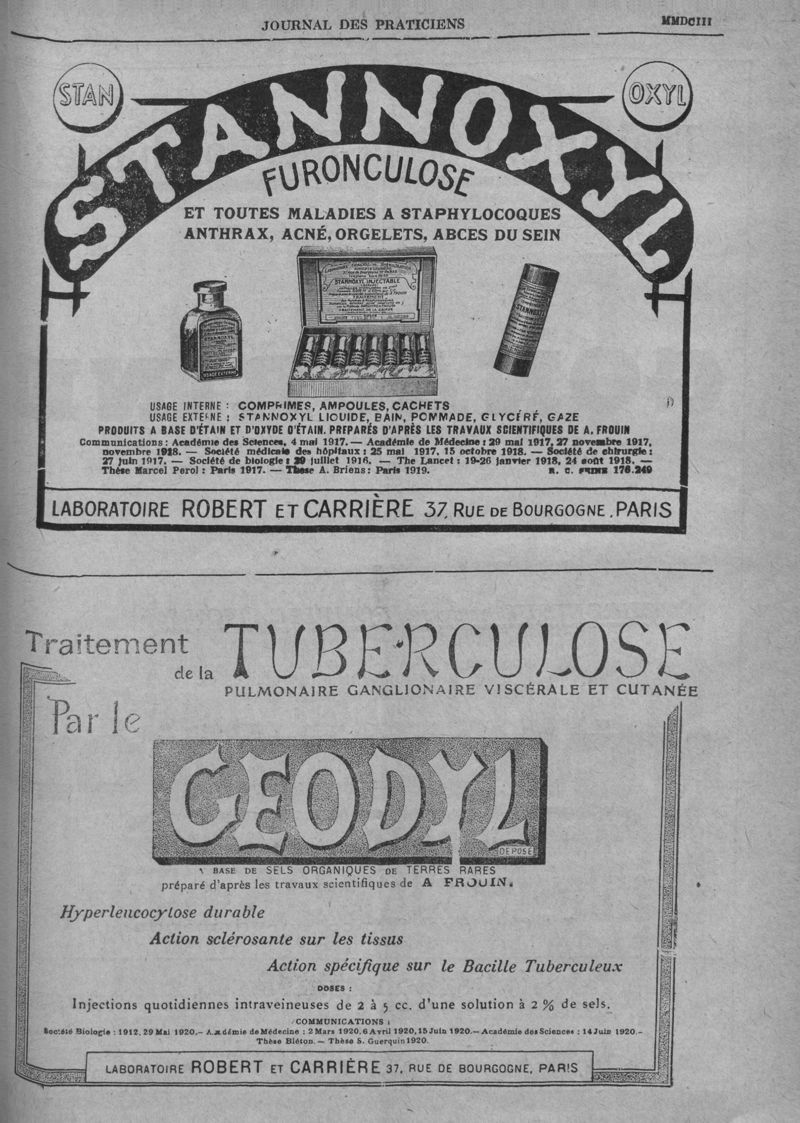 JOURNAL DES PRATICIENS
MMDCIII
STAN
OXYL
STANNOXYL
FURONCULOSE
ET TOUTES MALADIES A STAPHYLOCOQUES
ANTHRAX, ACNÉ, ORGELETS, ABCES DU SEIN
STANNOXYL INJECTABLE
STANNOXYL
STANNOXYL
USAGE EXTERNE
USAGE INTERNE : COMPRIMES, AMPOULES, CACHETS
USAGE EXTERNE : STANNOXYL LIQUIDE, BAIN, POMMADE, GLYCÉRÉ, GAZE
PRODUITS A BASE D'ÉTAIN ET D'OXYDE D'ÉTAIN. PRÉPARÉS D'APRÈS LES TRAVAUX SCIENTIFIQUES DE A. FROUIN
Communications : Académie des Sciences, 4 mai 1917. — Académie de Médecine : 29 mai 1917, 27 novembre 1917,
novembre 1918. — Société médicale des hôpitaux : 25 mai 1917, 15 octobre 1918. — Société de chirurgie :
27 juin 1917. — Société de biologie : 29 juillet 1916. — The Lancet : 19-26 janvier 1918, 24 août 1918. —
Thèse Marcel Perol : Paris 1917. — Thèse A. Briens : Paris 1919. R. C. 176.249
LABORATOIRE ROBERT ET CARRIÈRE 37, RUE DE BOURGOGNE, PARIS
Traitement
de la
TUBERCULOSE
PULMONAIRE GANGLIONAIRE VISCÉRALE ET CUTANÉE
Par le
GEODYL
DEPOSÉ
A BASE DE SELS ORGANIQUES DE TERRES RARES
préparé d'après les travaux scientifiques de A FROUIN.
Hyperleucocytose durable
Action sclérosante sur les tissus
Action spécifique sur le Bacille Tuberculeux
DOSES :
Injections quotidiennes intraveineuses de 2 à 5 cc. d'une solution à 2 % de sels.
COMMUNICATIONS :
Société Biologie : 1912, 29 Mai 1920.— Académie de Médecine : 2 Mars 1920, 6 Avril 1920, 15 Juin 1920.— Académie des Sciences : 14 Juin 1920.—
Thèse Biéton. — Thèse S. Guerquin 1920.
LABORATOIRE ROBERT ET CARRIÈRE 37, RUE DE BOURGOGNE, PARIS